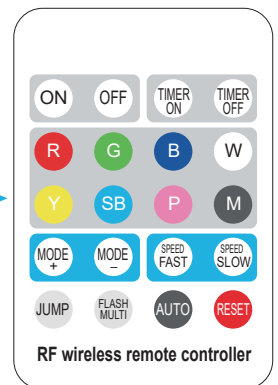 ON OFF TIMER ON TIMER OFF
R G B W
Y SB P M
MODE + MODE – SPEED FAST SPEED SLOW
JUMP FLASH MULTI AUTO RESET
RF wireless remote controller